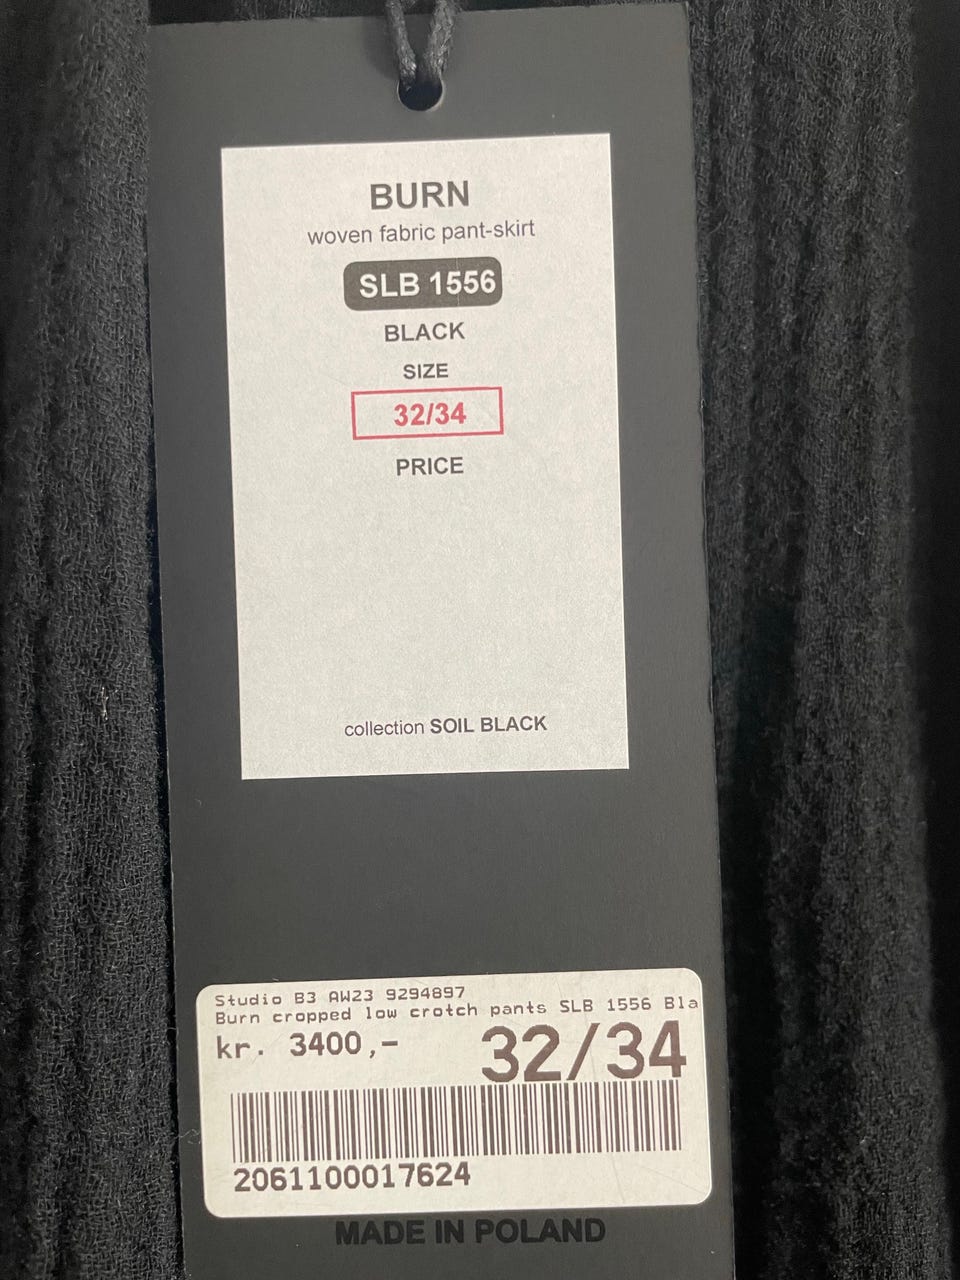 BURN
woven fabric pant-skirt
SLB 1556
BLACK
SIZE
32/34
PRICE
collection SOIL BLACK
Studio B3 AW23 9294897
Burn cropped low crotch pants SLB 1556 Bla
kr. 3400,-
32/34
2061100017624
MADE IN POLAND